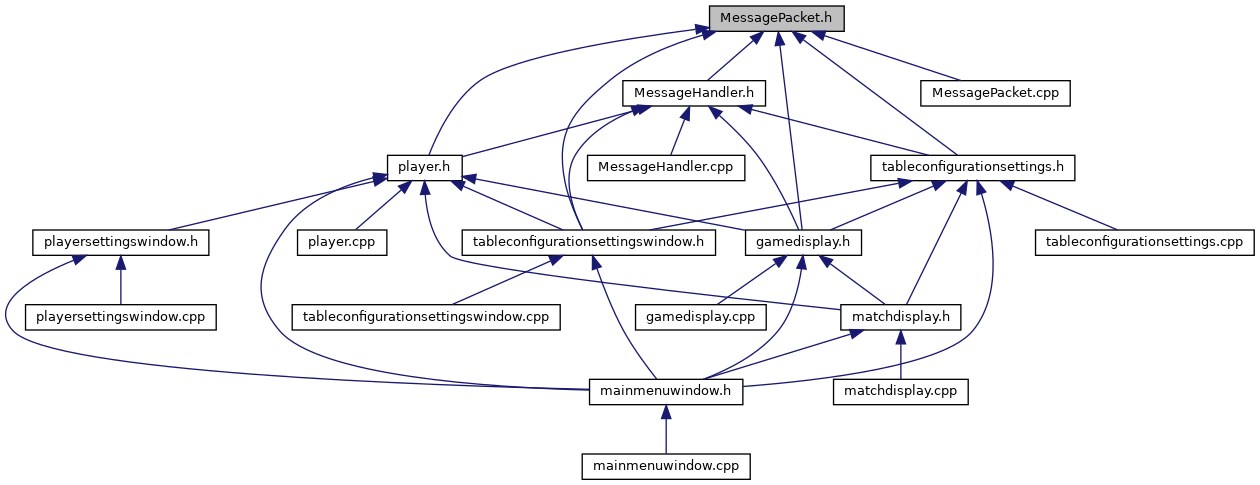 MessagePacket.h
MessageHandler.h
MessagePacket.cpp
player.h
MessageHandler.cpp
tableconfigurationsettings.h
playersettingswindow.h
player.cpp
tableconfigurationsettingswindow.h
gamedisplay.h
tableconfigurationsettings.cpp
playersettingswindow.cpp
tableconfigurationsettingswindow.cpp
gamedisplay.cpp
matchdisplay.h
mainmenuwindow.h
matchdisplay.cpp
mainmenuwindow.cpp